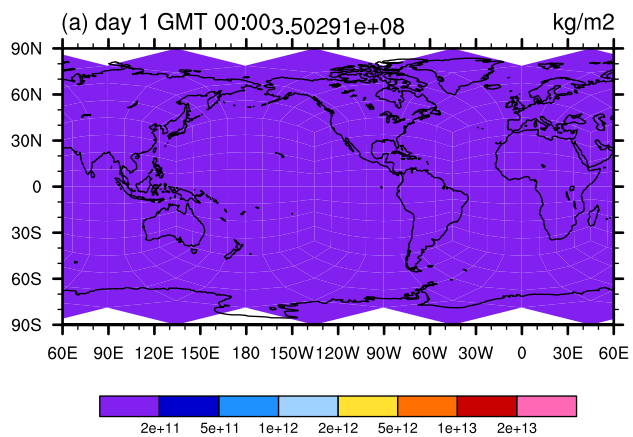 (a) day 1 GMT 00:00 3.50291e+08 kg/m2
90N
60N
30N
0
30S
60S
90S
60E 90E 120E 150E 180 150W 120W 90W 60W 30W 0 30E 60E
2e+11 5e+11 1e+12 2e+12 5e+12 1e+13 2e+13